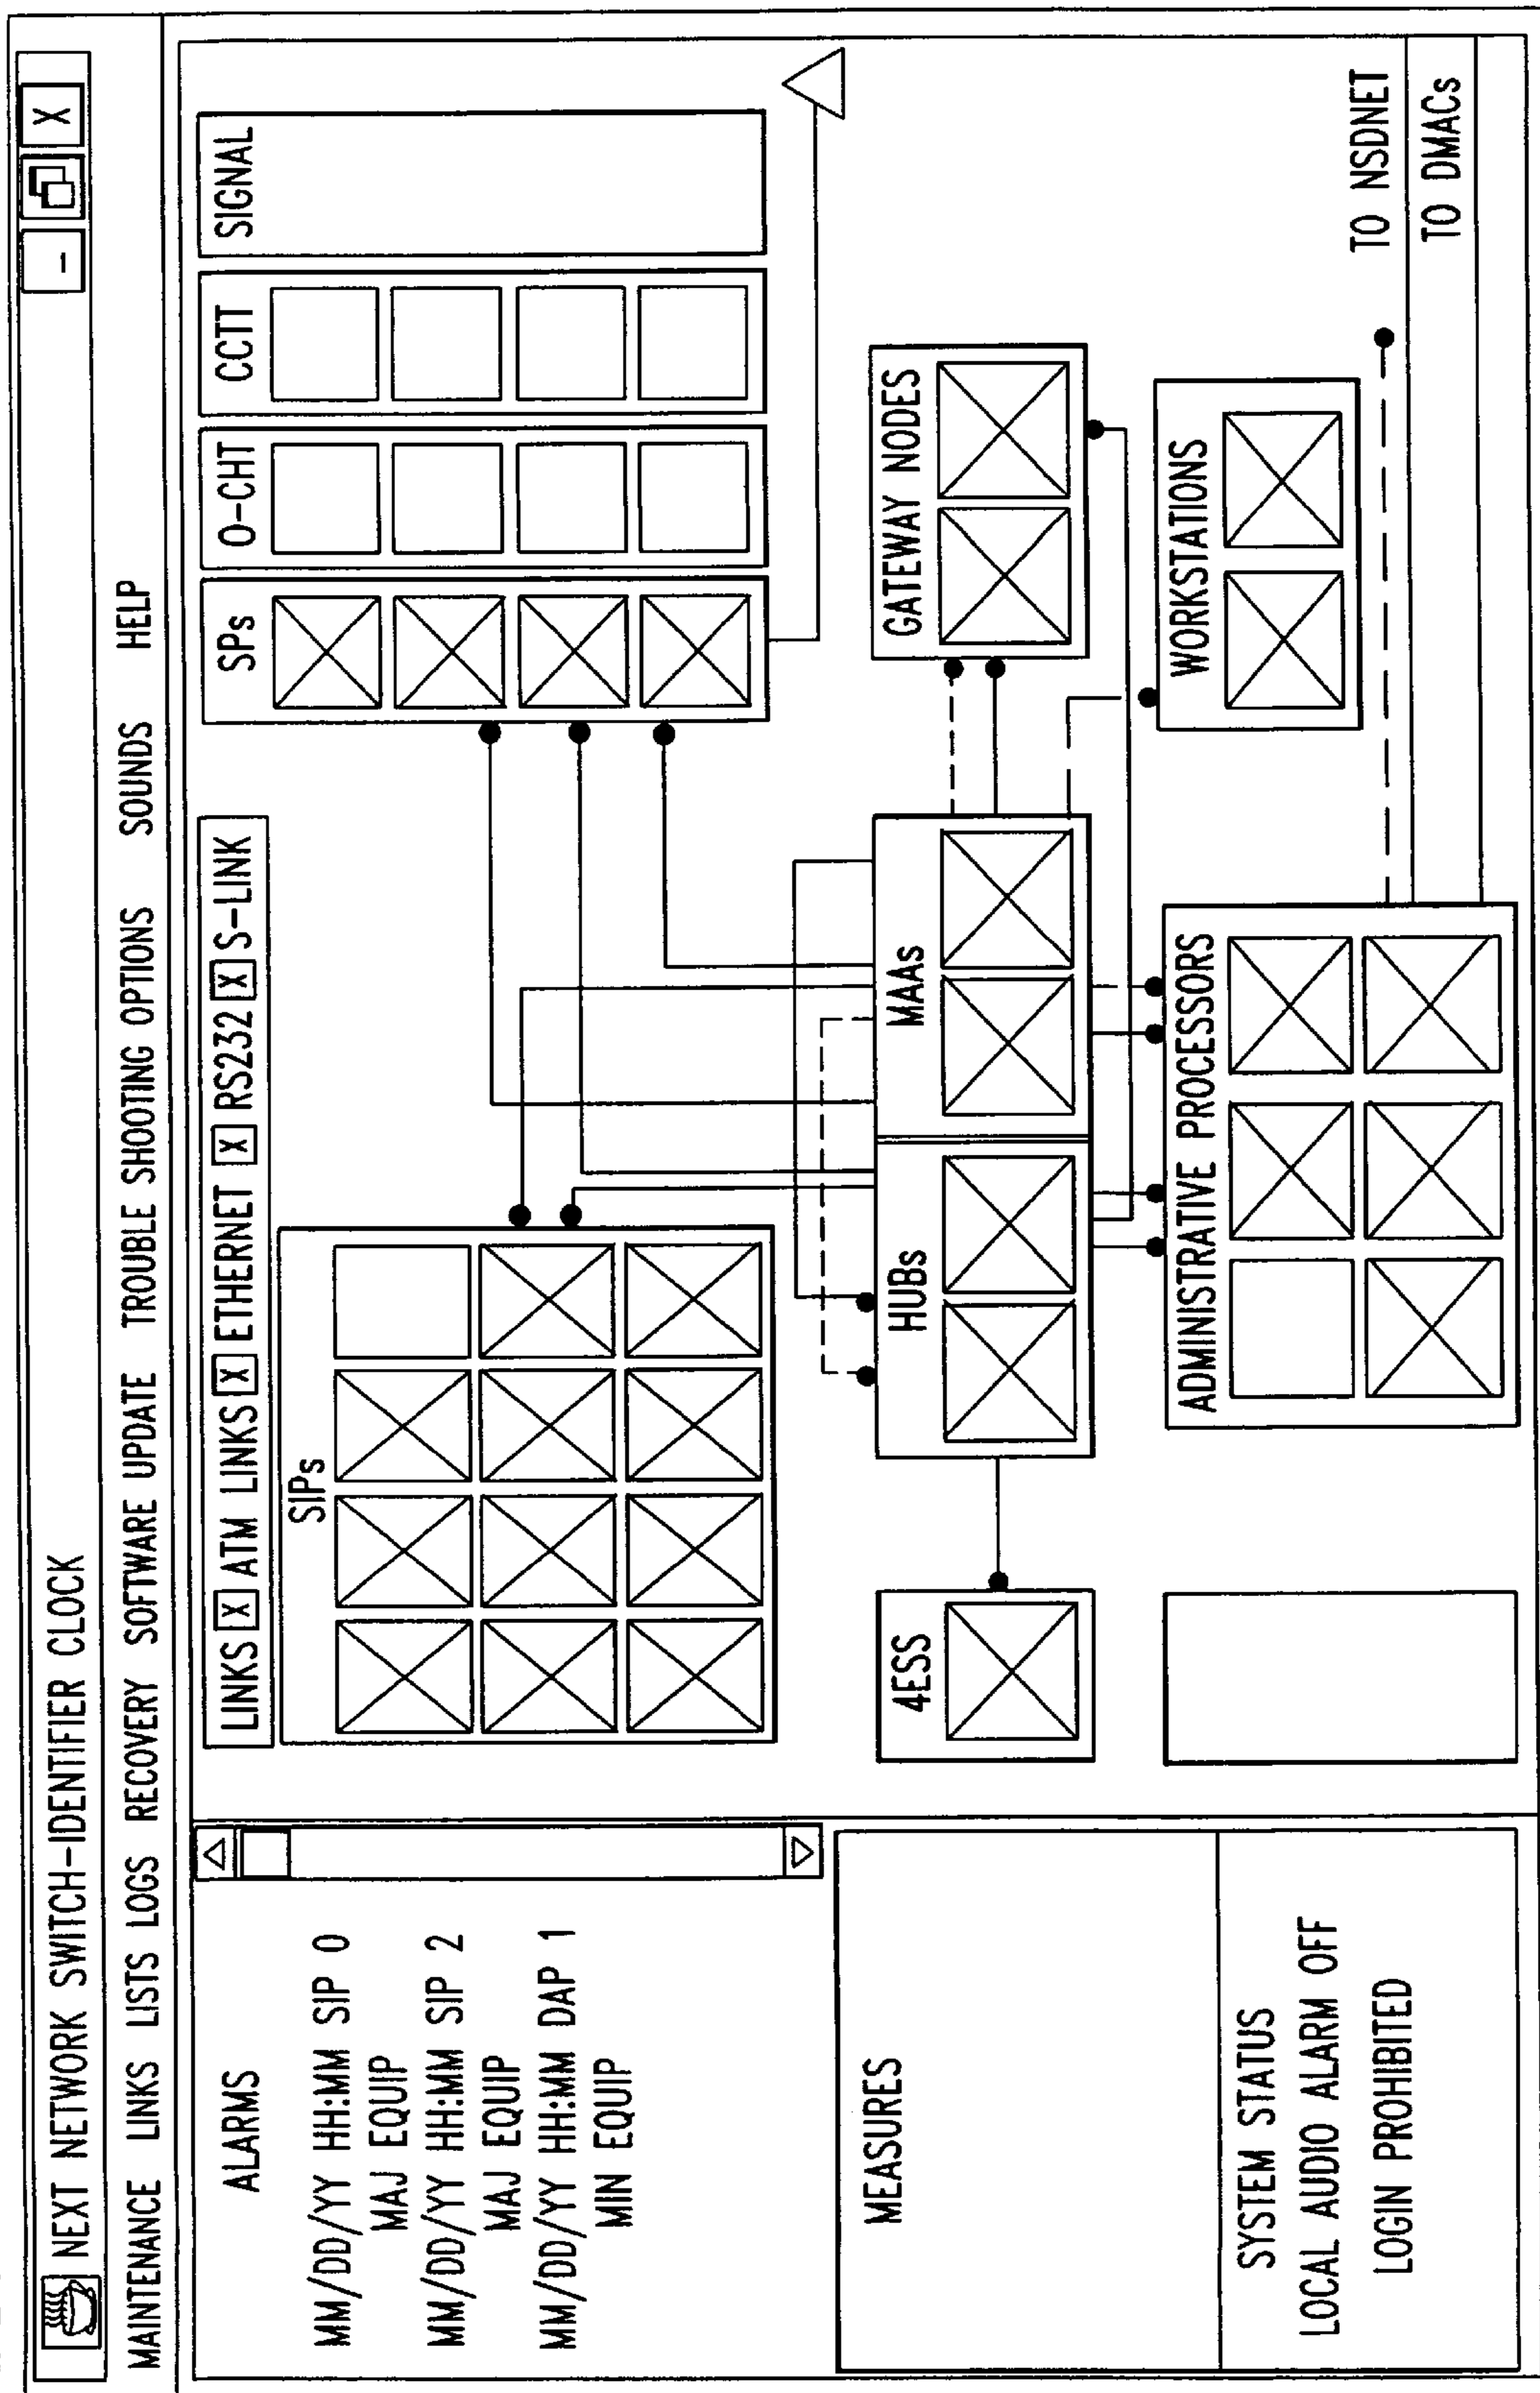 NEXT NETWORK SWITCH-IDENTIFIER CLOCK
- X
MAINTENANCE LINKS LISTS LOGS RECOVERY SOFTWARE UPDATE TROUBLE SHOOTING OPTIONS SOUNDS HELP
ALARMS
MM/DD/YY HH:MM SIP 0
MAJ EQUIP
MM/DD/YY HH:MM SIP 2
MAJ EQUIP
MM/DD/YY HH:MM DAP 1
MIN EQUIP
MEASURES
SYSTEM STATUS
LOCAL AUDIO ALARM OFF
LOGIN PROHIBITED
LINKS X ATM LINKS X ETHERNET X RS232 X S-LINK
SIPs
SPs
O-CHT
CCTT
SIGNAL
4ESS
HUBs
MAAs
GATEWAY NODES
ADMINISTRATIVE PROCESSORS
WORKSTATIONS
TO NSDNET
TO DMACs